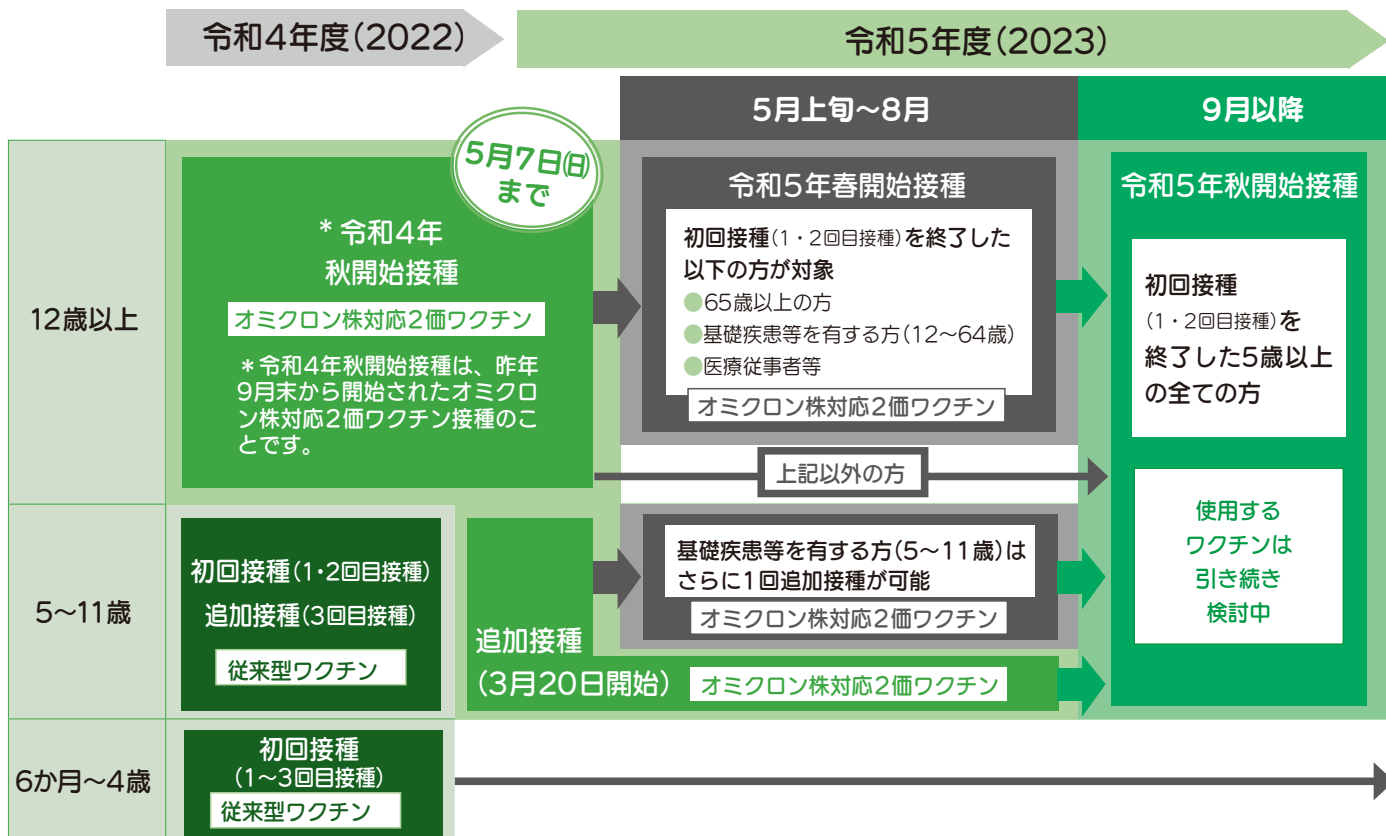 令和4年度(2022)
令和5年度(2023)
5月上旬～8月
9月以降
12歳以上
5月7日(日)
まで
*令和4年
秋開始接種
オミクロン株対応2価ワクチン
*令和4年秋開始接種は、昨年
9月末から開始されたオミクロ
ン株対応2価ワクチン接種のこ
とです。
令和5年春開始接種
初回接種(1・2回目接種)を終了した
以下の方が対象
●65歳以上の方
●基礎疾患等を有する方(12～64歳)
●医療従事者等
オミクロン株対応2価ワクチン
上記以外の方
令和5年秋開始接種
初回接種
(1・2回目接種)を
終了した5歳以上
の全ての方
使用する
ワクチンは
引き続き
検討中
5～11歳
初回接種(1・2回目接種)
追加接種(3回目接種)
従来型ワクチン
追加接種
(3月20日開始)
オミクロン株対応2価ワクチン
基礎疾患等を有する方(5～11歳)は
さらに1回追加接種が可能
オミクロン株対応2価ワクチン
6か月～4歳
初回接種
(1～3回目接種)
従来型ワクチン